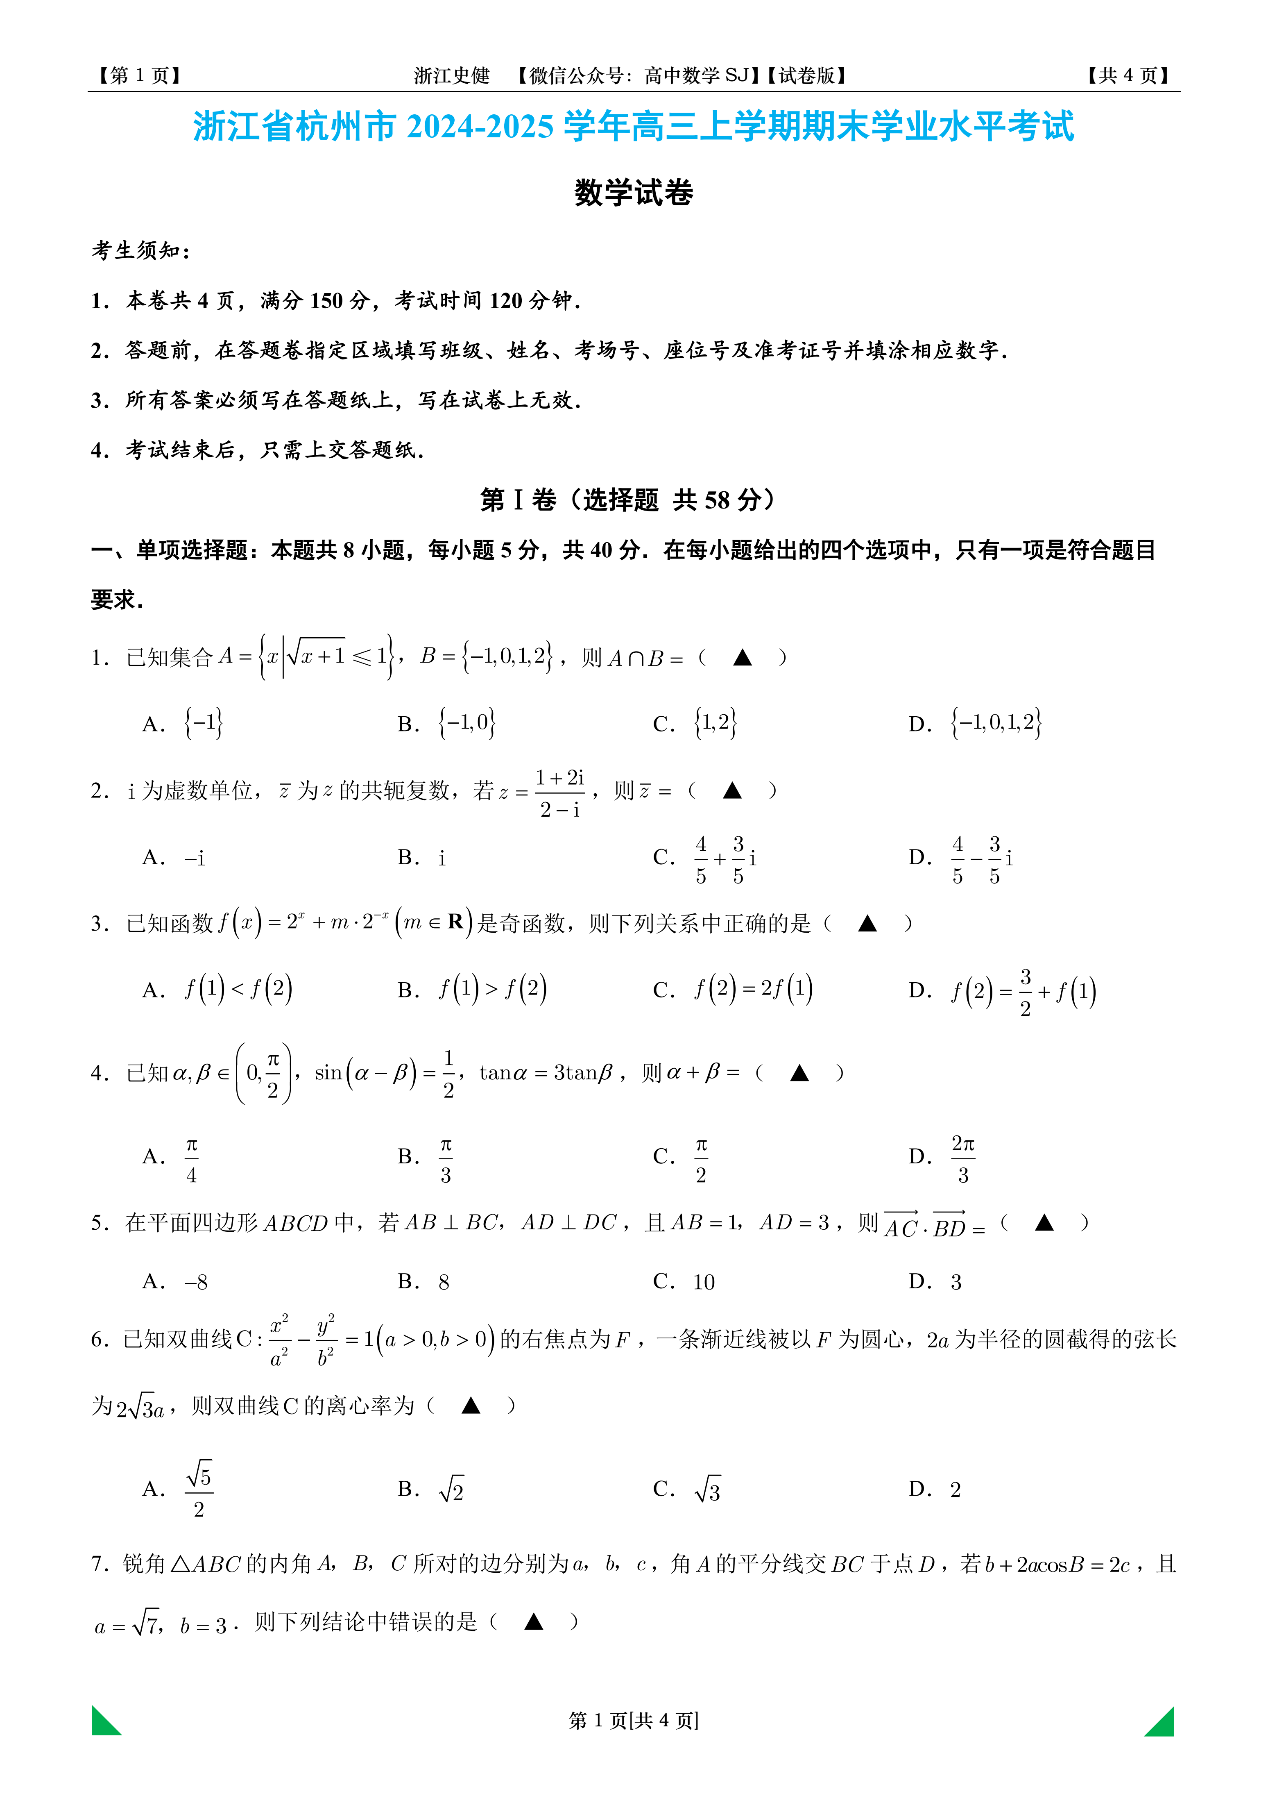 【第 1 页】 浙江史健 【微信公众号：高中数学 SJ】【试卷版】 【共 4 页】
浙江省杭州市 2024-2025 学年高三上学期期末学业水平考试
数学试卷
考生须知：
1．本卷共 4 页，满分 150 分，考试时间 120 分钟．
2．答题前，在答题卷指定区域填写班级、姓名、考场号、座位号及准考证号并填涂相应数字．
3．所有答案必须写在答题纸上，写在试卷上无效．
4．考试结束后，只需上交答题纸．
第Ⅰ卷（选择题 共 58 分）
一、单项选择题：本题共 8 小题，每小题 5 分，共 40 分．在每小题给出的四个选项中，只有一项是符合题目
要求．
1．已知集合 A = {x | √(x+1) ⩽ 1}，B = {−1,0,1,2}，则 A ∩ B =（ ▲ ）
A．{−1} B．{−1,0} C．{1,2} D．{−1,0,1,2}
2．i 为虚数单位，z̅ 为 z 的共轭复数，若 z = (1+2i)/(2−i)，则 z̅ =（ ▲ ）
A．−i B．i C．4/5 + 3/5 i D．4/5 − 3/5 i
3．已知函数 f(x) = 2ˣ + m·2⁻ˣ (m ∈ R) 是奇函数，则下列关系中正确的是（ ▲ ）
A．f(1) < f(2) B．f(1) > f(2) C．f(2) = 2f(1) D．f(2) = 3/2 + f(1)
4．已知 α, β ∈ (0, π/2)，sin(α − β) = 1/2，tanα = 3tanβ，则 α + β =（ ▲ ）
A．π/4 B．π/3 C．π/2 D．2π/3
5．在平面四边形 ABCD 中，若 AB ⊥ BC，AD ⊥ DC，且 AB = 1，AD = 3，则 AC⃗ · BD⃗ =（ ▲ ）
A．−8 B．8 C．10 D．3
6．已知双曲线 C : x²/a² − y²/b² = 1(a > 0, b > 0) 的右焦点为 F，一条渐近线被以 F 为圆心，2a 为半径的圆截得的弦长
为 2√3a，则双曲线 C 的离心率为（ ▲ ）
A．√5/2 B．√2 C．√3 D．2
7．锐角 △ABC 的内角 A，B，C 所对的边分别为 a，b，c，角 A 的平分线交 BC 于点 D，若 b + 2acosB = 2c，且
a = √7，b = 3．则下列结论中错误的是（ ▲ ）
第 1 页[共 4 页]